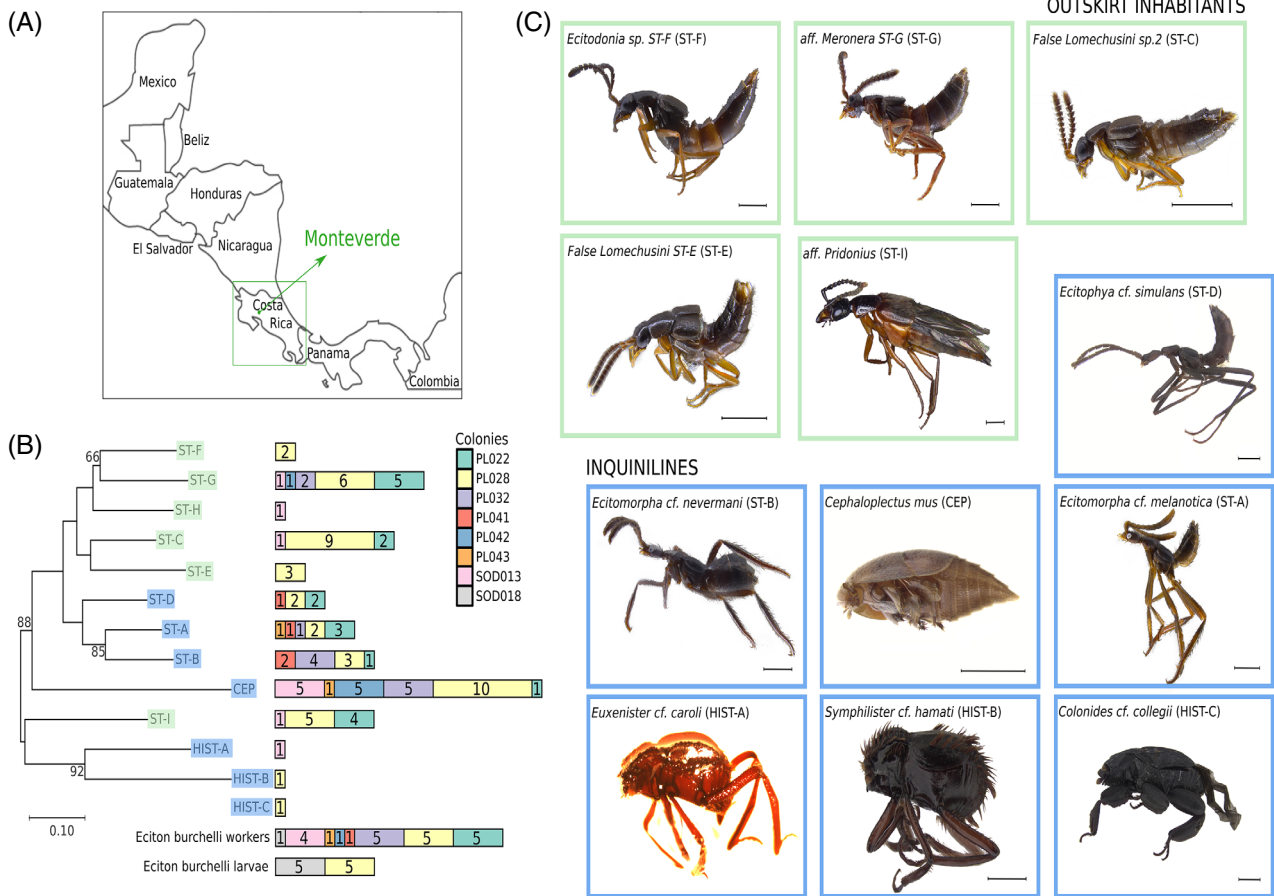 (A)
Mexico
Beliz
Guatemala
Honduras
El Salvador
Nicaragua
Monteverde
Costa
Rica
Panama
Colombia
(B)
66
88
85
92
0.10
Colonies
PL022
PL028
PL032
PL041
PL042
PL043
SOD013
SOD018
ST-F 2
ST-G 1 1 2 6 5
ST-H 1
ST-C 1 9 2
ST-E 3
ST-D 1 2 2
ST-A 1 1 1 2 3
ST-B 2 4 3 1
CEP 5 1 5 5 10 1
ST-I 1 5 4
HIST-A 1
HIST-B 1
HIST-C 1
Eciton burchelli workers 1 4 1 1 1 5 5 5
Eciton burchelli larvae 5 5
(C)
OUTSKIRT INHABITANTS
Ecitodonia sp. ST-F (ST-F)
aff. Meronera ST-G (ST-G)
False Lomechusini sp.2 (ST-C)
False Lomechusini ST-E (ST-E)
aff. Pridonius (ST-I)
Ecitophya cf. simulans (ST-D)
INQUINILINES
Ecitomorpha cf. nevermani (ST-B)
Cephaloplectus mus (CEP)
Ecitomorpha cf. melanotica (ST-A)
Euxenister cf. caroli (HIST-A)
Symphilister cf. hamati (HIST-B)
Colonides cf. collegii (HIST-C)